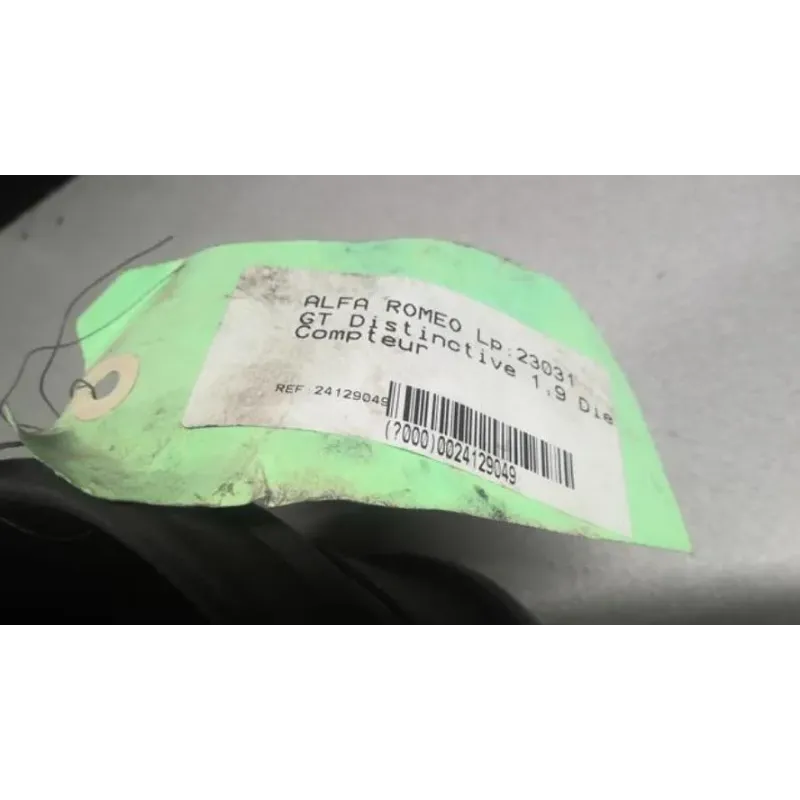 ALFA ROMEO Lp:23031
GT Distinctive 1.9 Die
Compteur
REF:24129049
(?000)0024129049